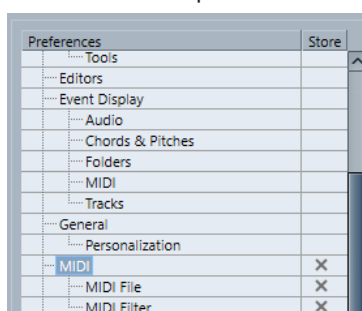 Preferences Store
Tools
Editors
Event Display
Audio
Chords & Pitches
Folders
MIDI
Tracks
General
Personalization
MIDI
MIDI File
MIDI Filter